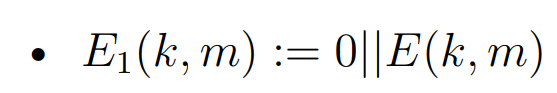 • E₁(k, m) := 0||E(k, m)